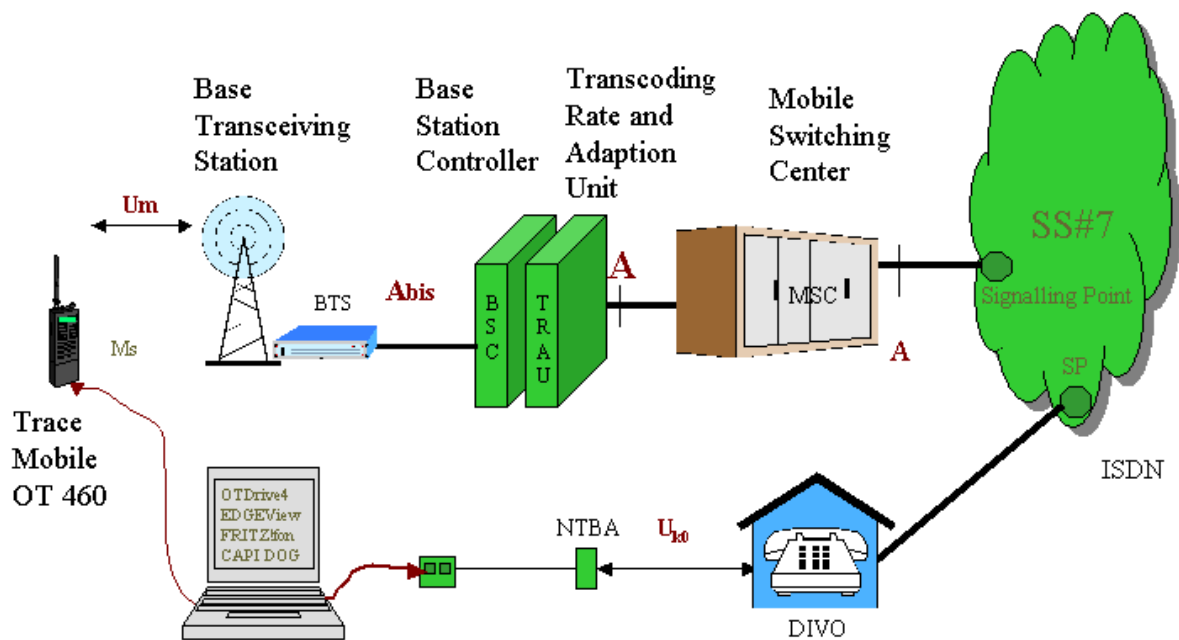 Base
Transceiving
Station
Base
Station
Controller
Transcoding
Rate and
Adaption
Unit
Mobile
Switching
Center
Um
BTS
Abis
B
S
C
T
R
A
U
A
MSC
A
SS#7
Signalling Point
SP
Ms
Trace
Mobile
OT 460
OTDrive4
EDGEView
FRITZ!fon
CAPI DOG
NTBA
Uk0
DIVO
ISDN